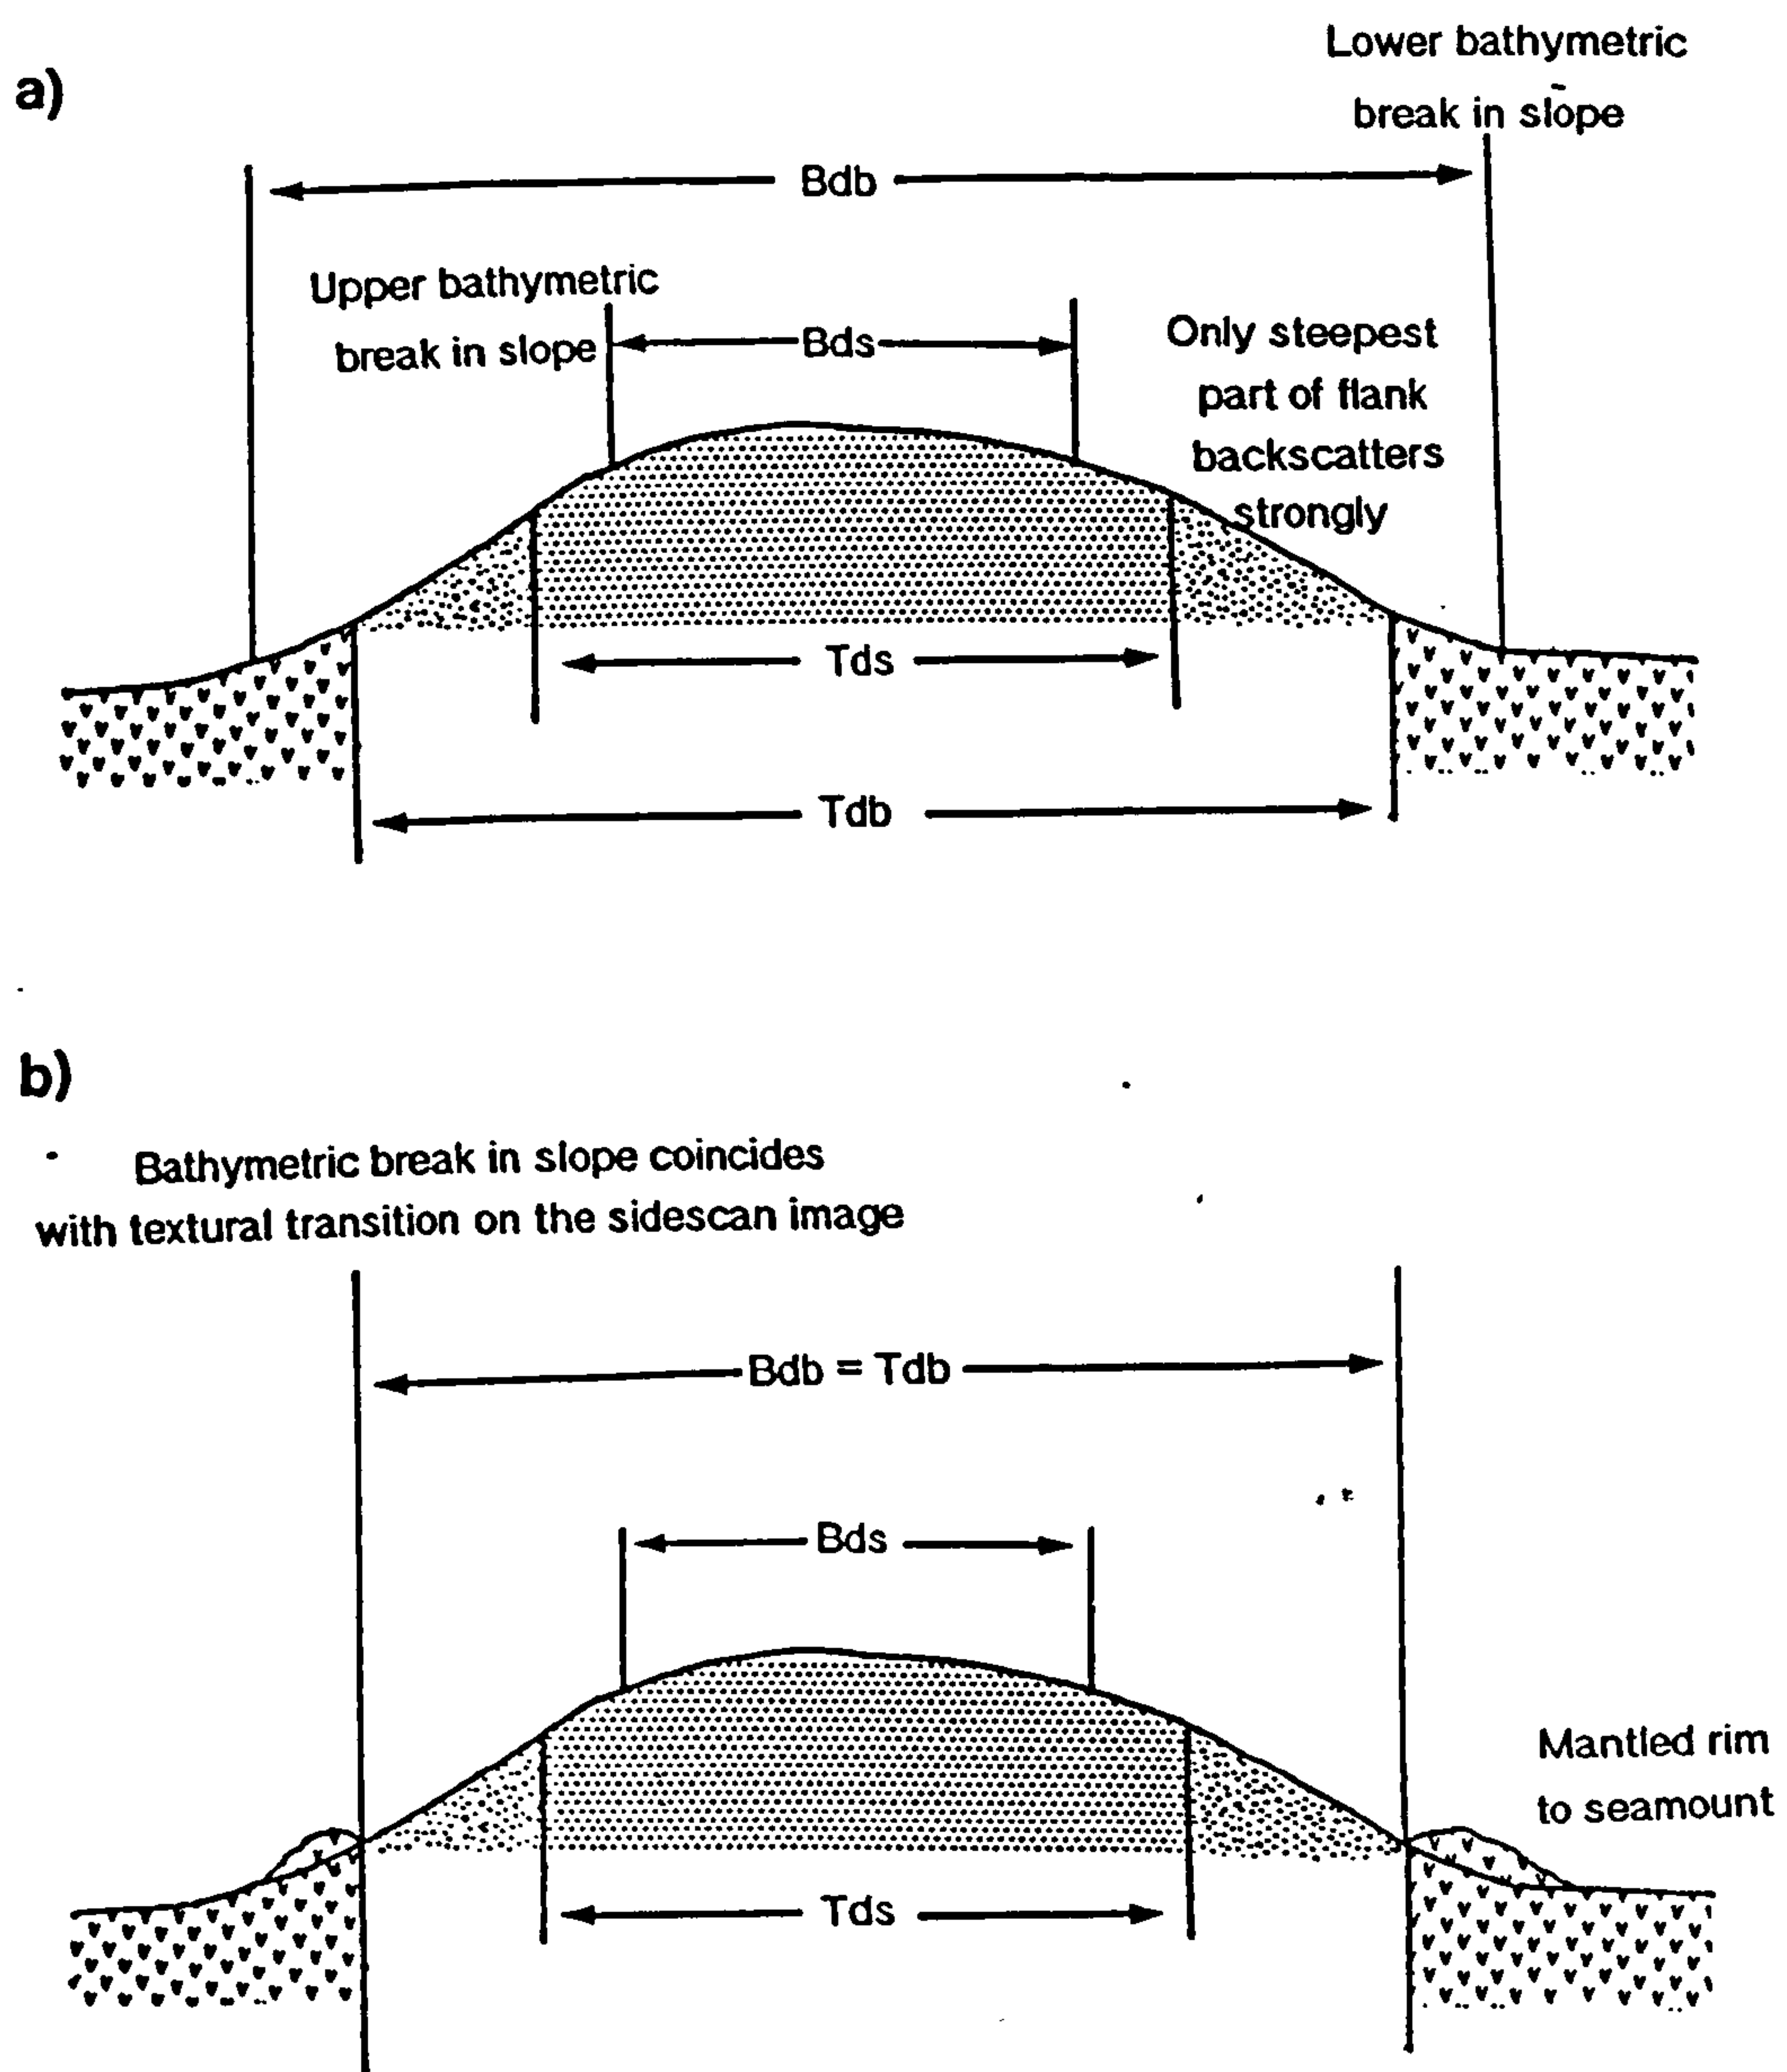 a)
Lower bathymetric
break in slope
Bdb
Upper bathymetric
break in slope
Bds
Only steepest
part of flank
backscatters
strongly
Tds
Tdb
b)
Bathymetric break in slope coincides
with textural transition on the sidescan image
Bdb = Tdb
Bds
Mantled rim
to seamount
Tds